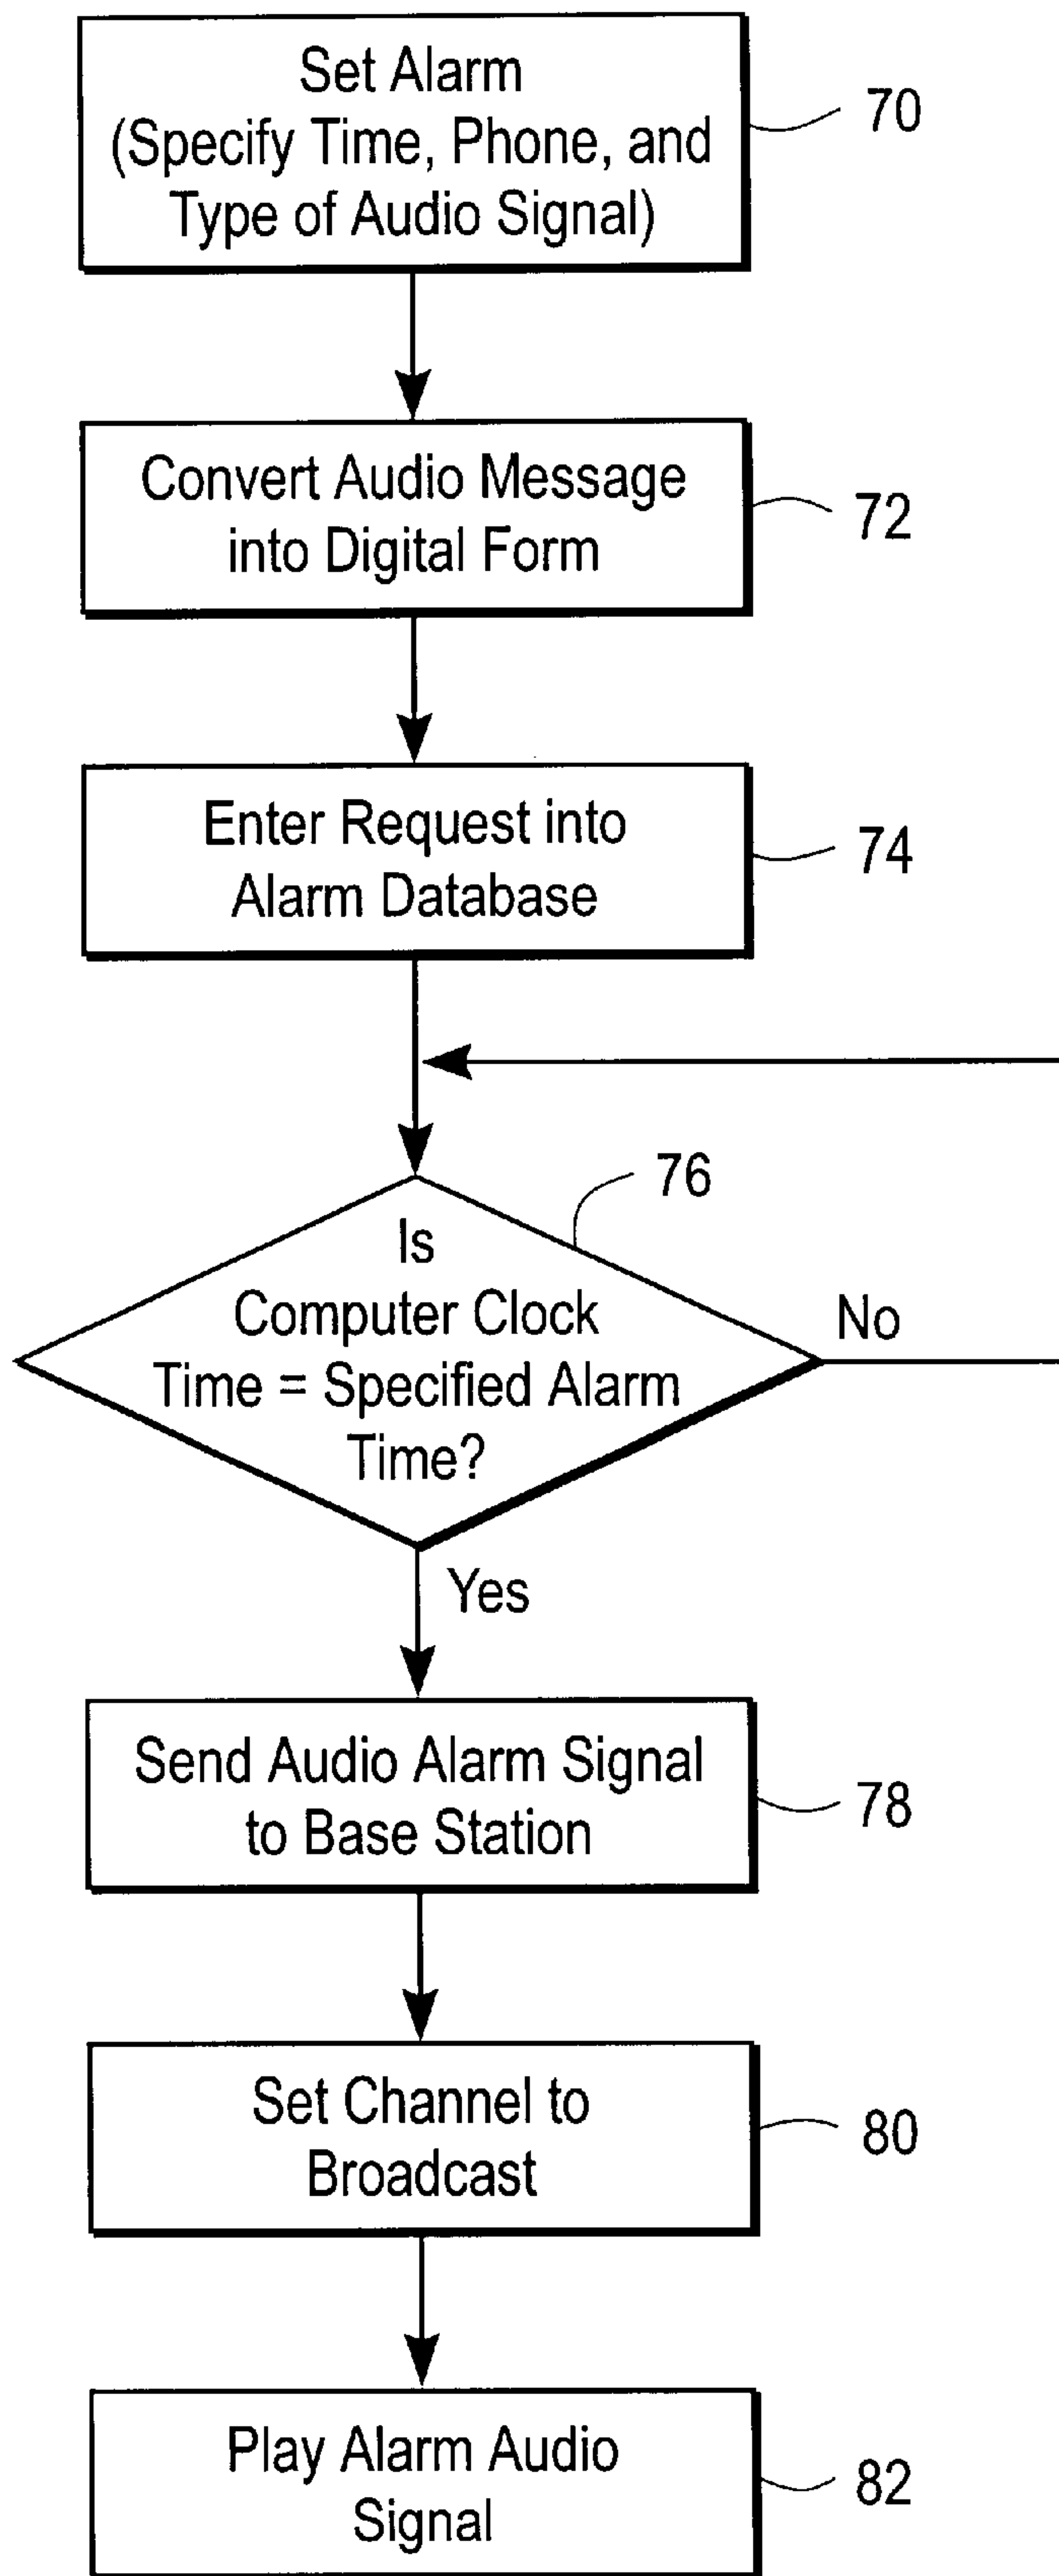 Set Alarm
(Specify Time, Phone, and
Type of Audio Signal)
70
Convert Audio Message
into Digital Form
72
Enter Request into
Alarm Database
74
76
Is
Computer Clock
Time = Specified Alarm
Time?
No
Yes
Send Audio Alarm Signal
to Base Station
78
Set Channel to
Broadcast
80
Play Alarm Audio
Signal
82